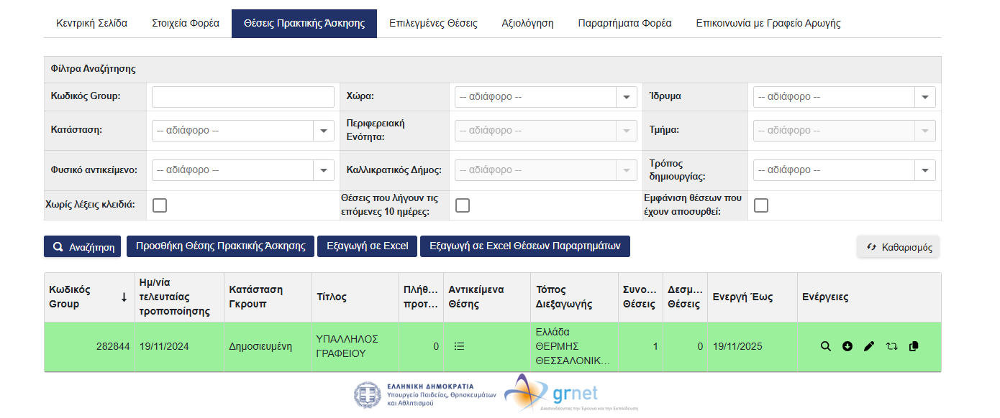 Κεντρική Σελίδα Στοιχεία Φορέα Θέσεις Πρακτικής Άσκησης Επιλεγμένες Θέσεις Αξιολόγηση Παραρτήματα Φορέα Επικοινωνία με Γραφείο Αρωγής
Φίλτρα Αναζήτησης
Κωδικός Group: Χώρα: -- αδιάφορο -- Ίδρυμα -- αδιάφορο --
Κατάσταση: -- αδιάφορο -- Περιφερειακή Ενότητα: -- αδιάφορο -- Τμήμα: -- αδιάφορο --
Φυσικό αντικείμενο: -- αδιάφορο -- Καλλικρατικός Δήμος: -- αδιάφορο -- Τρόπος δημιουργίας: -- αδιάφορο --
Χωρίς λέξεις κλειδιά: Θέσεις που λήγουν τις επόμενες 10 ημέρες: Εμφάνιση θέσεων που έχουν αποσυρθεί:
Αναζήτηση Προσθήκη Θέσης Πρακτικής Άσκησης Εξαγωγή σε Excel Εξαγωγή σε Excel Θέσεων Παραρτημάτων Καθαρισμός
Κωδικός Group Ημ/νία τελευταίας τροποποίησης Κατάσταση Γκρουπ Τίτλος Πλήθ... προτ... Αντικείμενα Θέσης Τόπος Διεξαγωγής Συνο... Θέσεις Δεσμ... Θέσεις Ενεργή Έως Ενέργειες
282844 19/11/2024 Δημοσιευμένη ΥΠΑΛΛΗΛΟΣ ΓΡΑΦΕΙΟΥ 0 Ελλάδα ΘΕΡΜΗΣ ΘΕΣΣΑΛΟΝΙΚ... 1 0 19/11/2025
ΕΛΛΗΝΙΚΗ ΔΗΜΟΚΡΑΤΙΑ
Υπουργείο Παιδείας, Θρησκευμάτων
και Αθλητισμού
grnet
Διασυνδέοντας την Έρευνα και την Εκπαίδευση